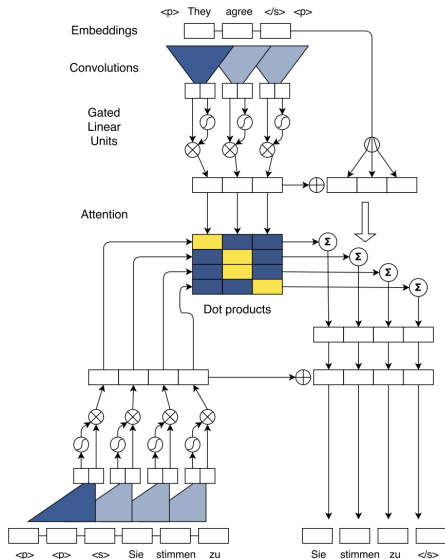 <p> They agree </s> <p>
Embeddings
Convolutions
Gated
Linear
Units
Attention
Σ
Σ
Σ
Σ
Dot products
<p> <p> <s> Sie stimmen zu
Sie stimmen zu </s>